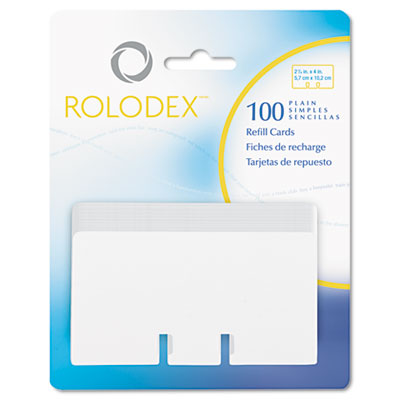 ROLODEX
2¼ in. x 4 in.
5,7 cm x 10,2 cm
100 PLAIN
SIMPLES
SENCILLAS
Refill Cards
Fiches de recharge
Tarjetas de repuesto